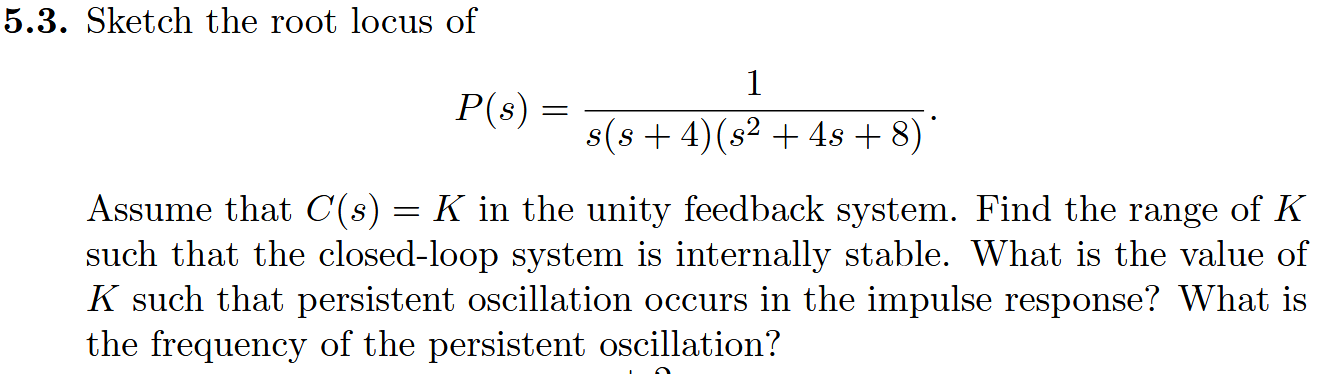 5.3. Sketch the root locus of
P(s) = 1 / s(s + 4)(s² + 4s + 8).
Assume that C(s) = K in the unity feedback system. Find the range of K
such that the closed-loop system is internally stable. What is the value of
K such that persistent oscillation occurs in the impulse response? What is
the frequency of the persistent oscillation?